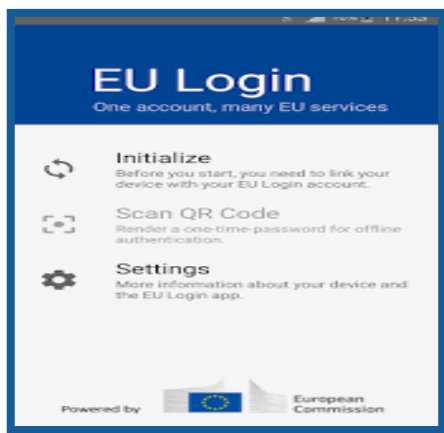 11:53
EU Login
One account, many EU services
Initialize
Before you start, you need to link your
device with your EU Login account.
Scan QR Code
Render a one-time-password for offline
authentication.
Settings
More information about your device and
the EU Login app.
Powered by
European
Commission